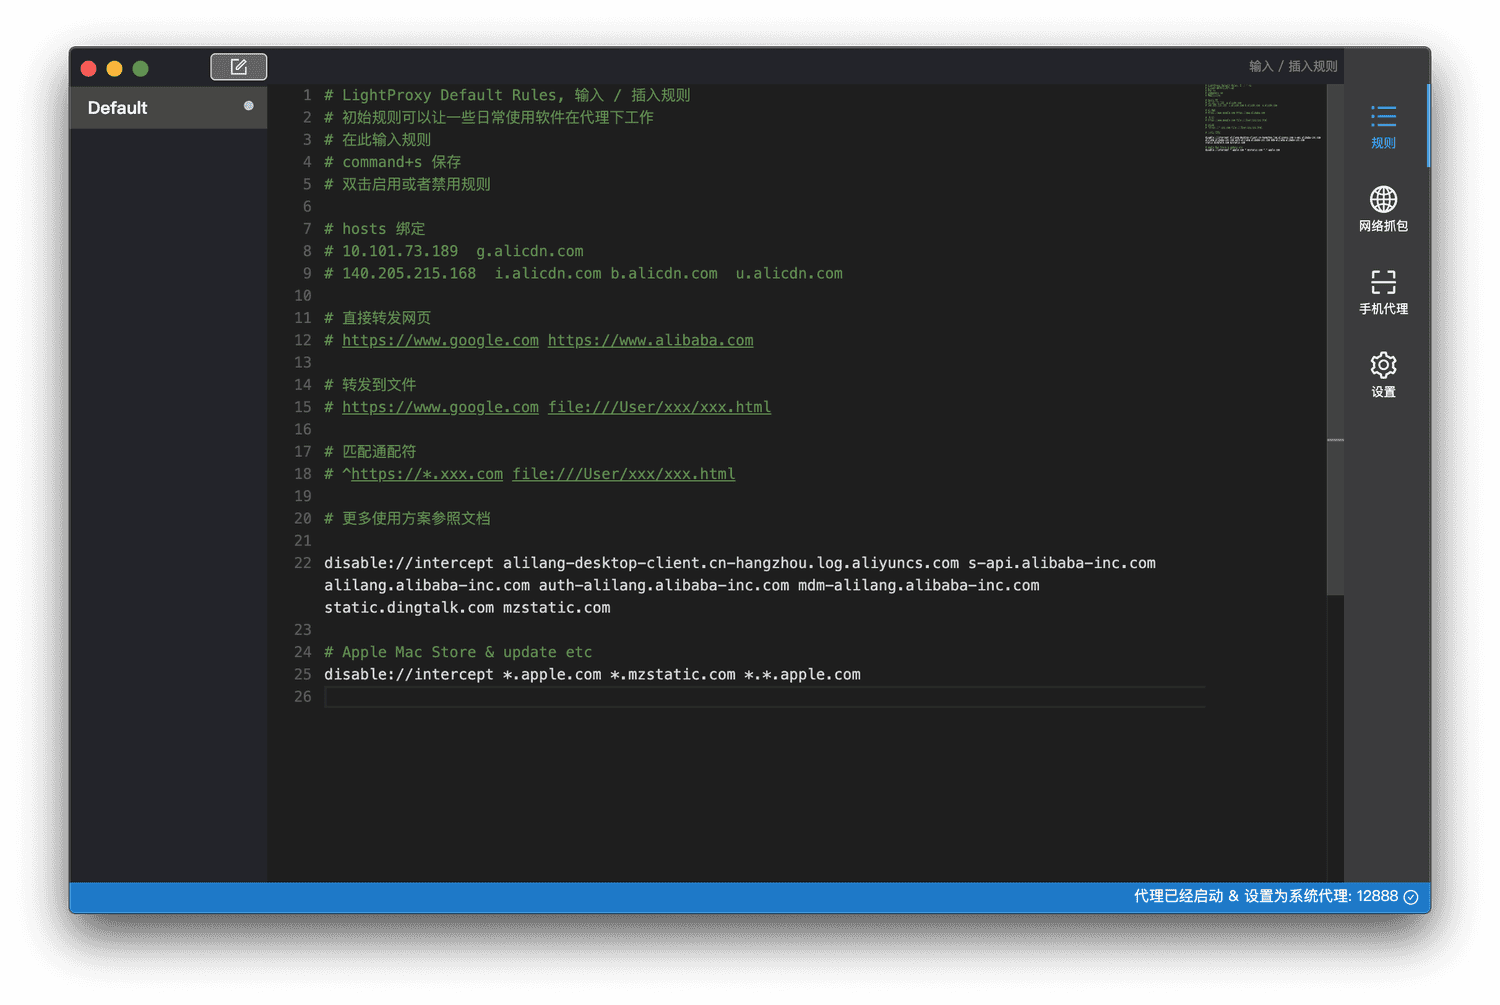 输入 / 插入规则
Default
1 # LightProxy Default Rules, 输入 / 插入规则
2 # 初始规则可以让一些日常使用软件在代理下工作
3 # 在此输入规则
4 # command+s 保存
5 # 双击启用或者禁用规则
6
7 # hosts 绑定
8 # 10.101.73.189  g.alicdn.com
9 # 140.205.215.168  i.alicdn.com b.alicdn.com  u.alicdn.com
10
11 # 直接转发网页
12 # https://www.google.com https://www.alibaba.com
13
14 # 转发到文件
15 # https://www.google.com file:///User/xxx/xxx.html
16
17 # 匹配通配符
18 # ^https://*.xxx.com file:///User/xxx/xxx.html
19
20 # 更多使用方案参照文档
21
22 disable://intercept alilang-desktop-client.cn-hangzhou.log.aliyuncs.com s-api.alibaba-inc.com
alilang.alibaba-inc.com auth-alilang.alibaba-inc.com mdm-alilang.alibaba-inc.com
static.dingtalk.com mzstatic.com
23
24 # Apple Mac Store & update etc
25 disable://intercept *.apple.com *.mzstatic.com *.*.apple.com
26
规则
网络抓包
手机代理
设置
代理已经启动 & 设置为系统代理: 12888